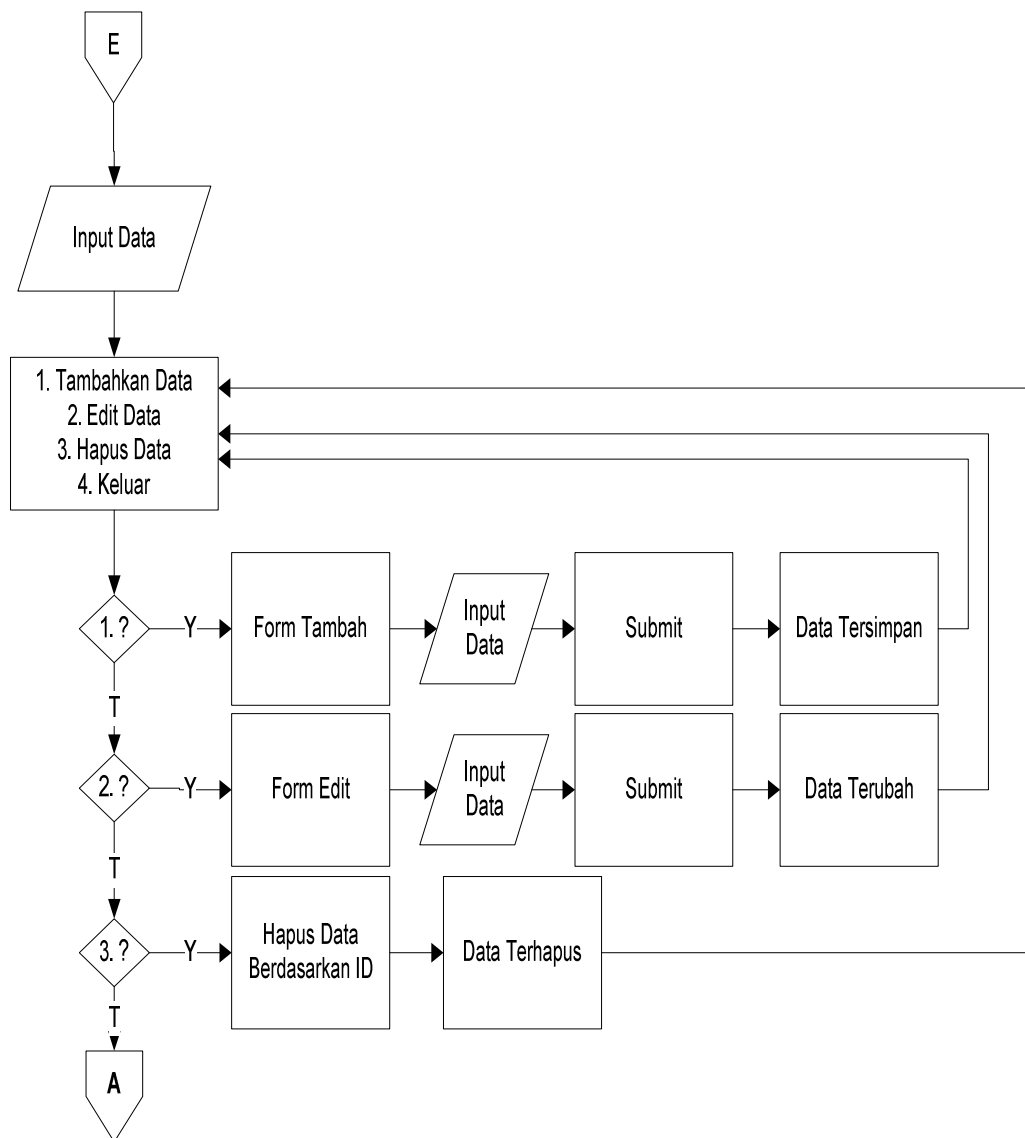 E
Input Data
1. Tambahkan Data
2. Edit Data
3. Hapus Data
4. Keluar
1. ?
Y
Form Tambah
Input
Data
Submit
Data Tersimpan
T
2. ?
Y
Form Edit
Input
Data
Submit
Data Terubah
T
3. ?
Y
Hapus Data
Berdasarkan ID
Data Terhapus
T
A